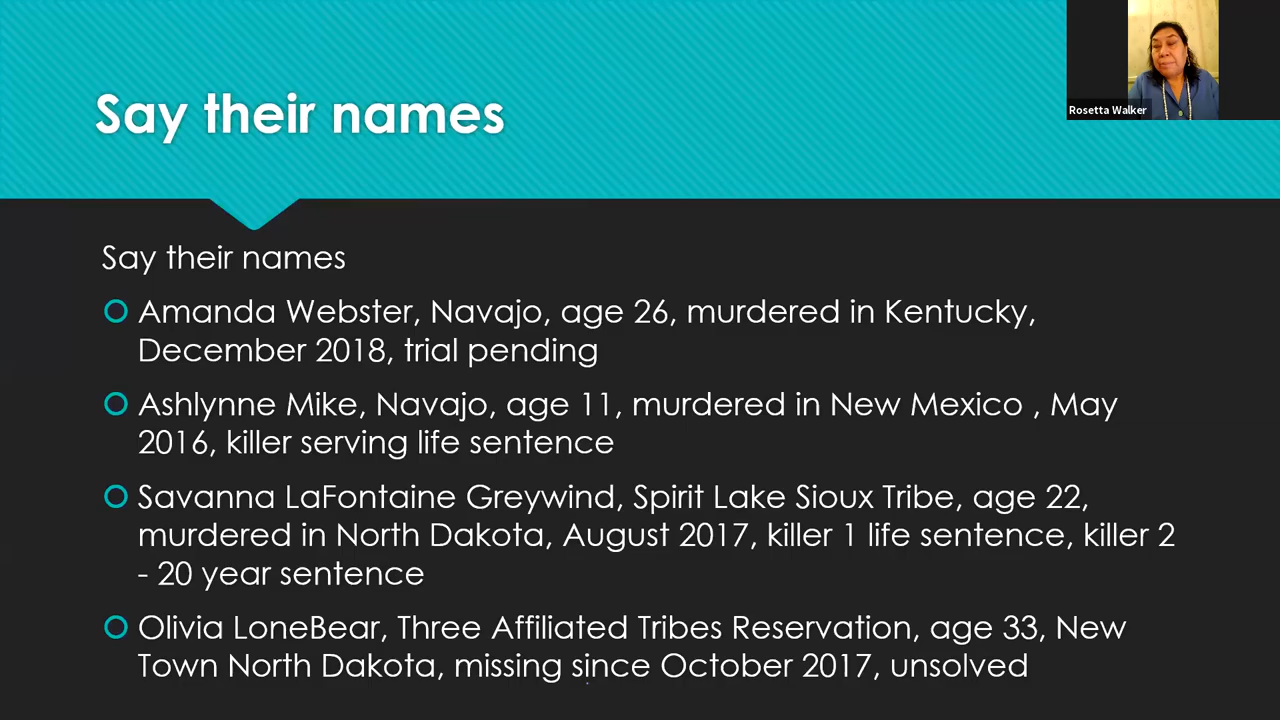 Say their names
Rosetta Walker
Say their names
Amanda Webster, Navajo, age 26, murdered in Kentucky,
December 2018, trial pending
Ashlynne Mike, Navajo, age 11, murdered in New Mexico , May
2016, killer serving life sentence
Savanna LaFontaine Greywind, Spirit Lake Sioux Tribe, age 22,
murdered in North Dakota, August 2017, killer 1 life sentence, killer 2
- 20 year sentence
Olivia LoneBear, Three Affiliated Tribes Reservation, age 33, New
Town North Dakota, missing since October 2017, unsolved